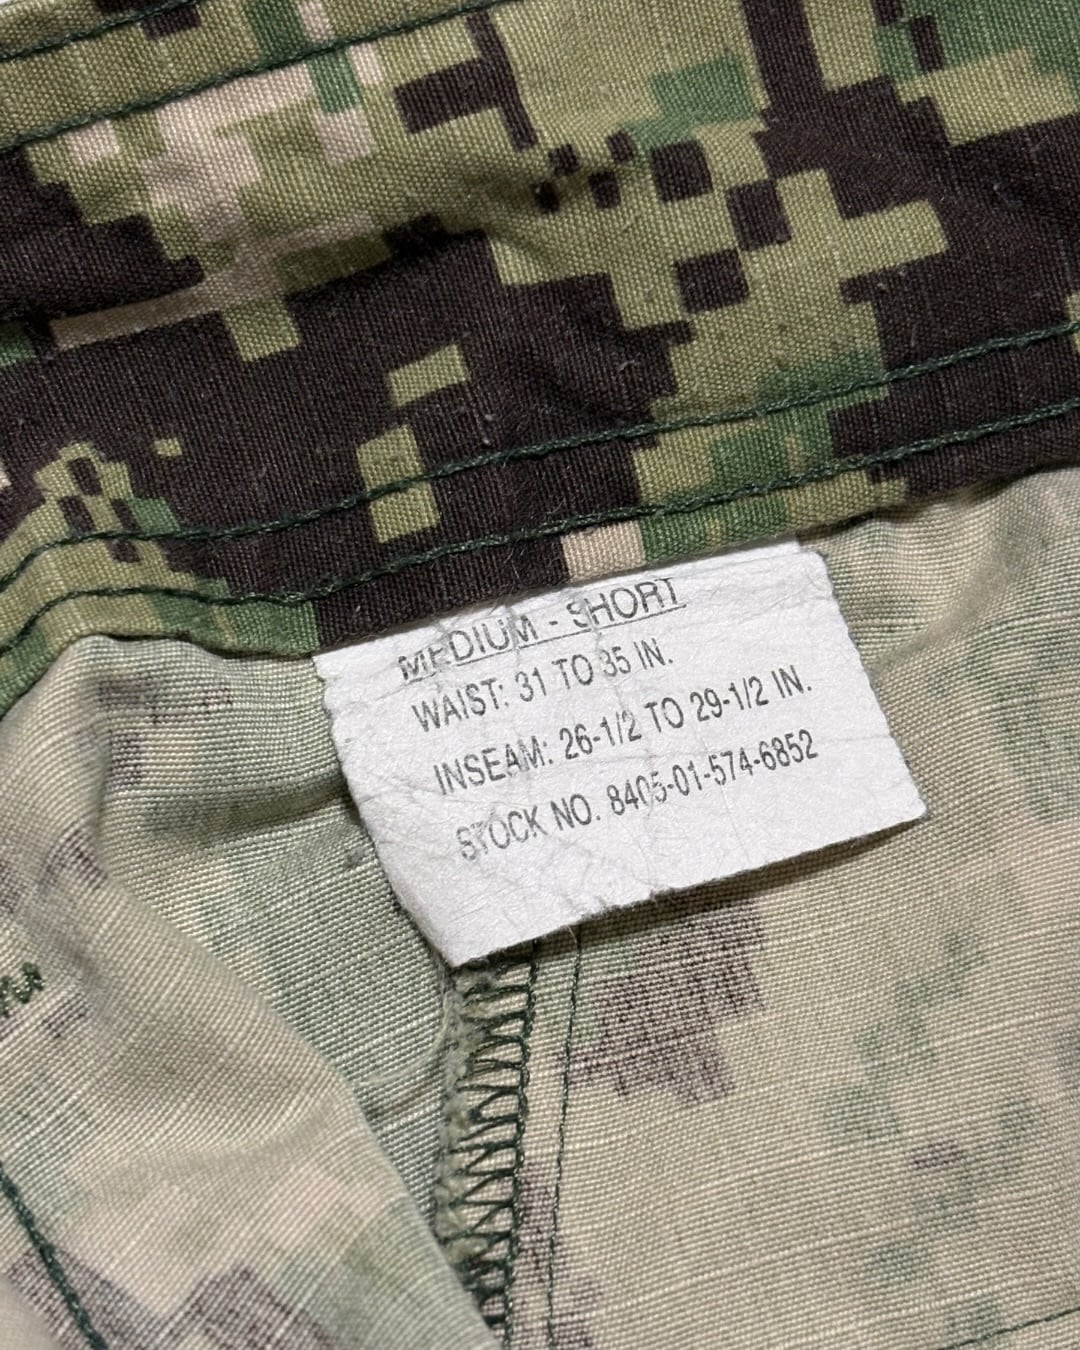 MEDIUM - SHORT
WAIST: 31 TO 35 IN.
INSEAM: 26-1/2 TO 29-1/2 IN.
STOCK NO. 8405-01-574-6852